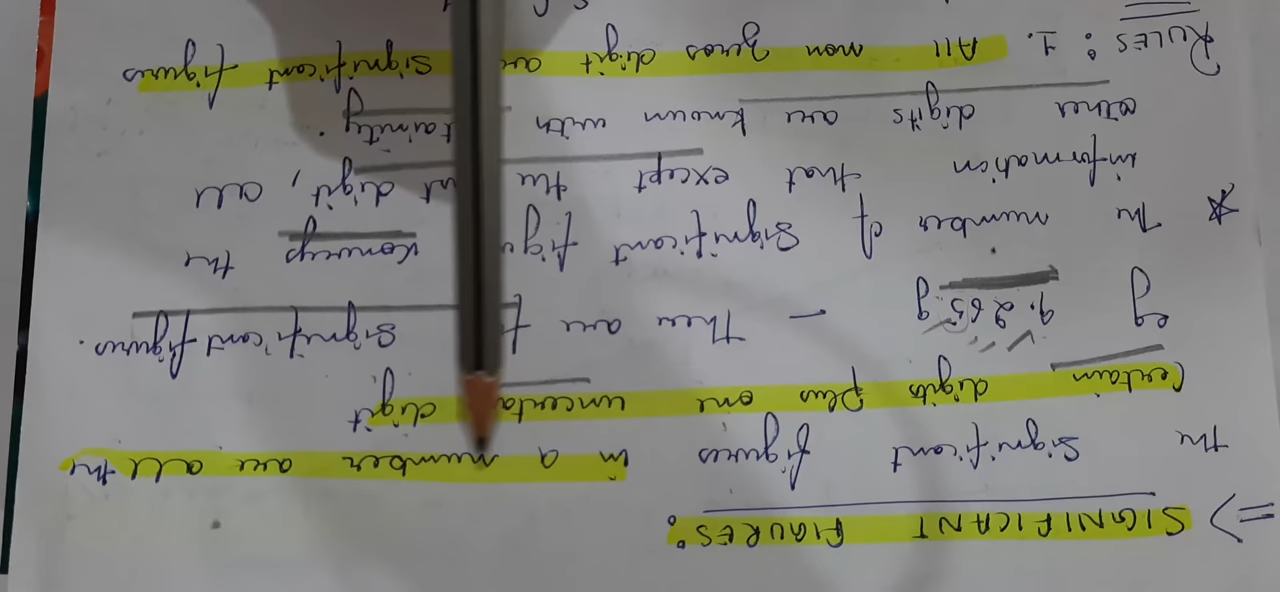 => SIGNIFICANT FIGURES:
The significant figures in a number are all the
Certain digits plus one digit
eg 9.265 g - There are significant figures.
* The number of significant conveys the
information that except the digit, all
other digits are known with
RULES: 1. All non zeros digit are significant figures